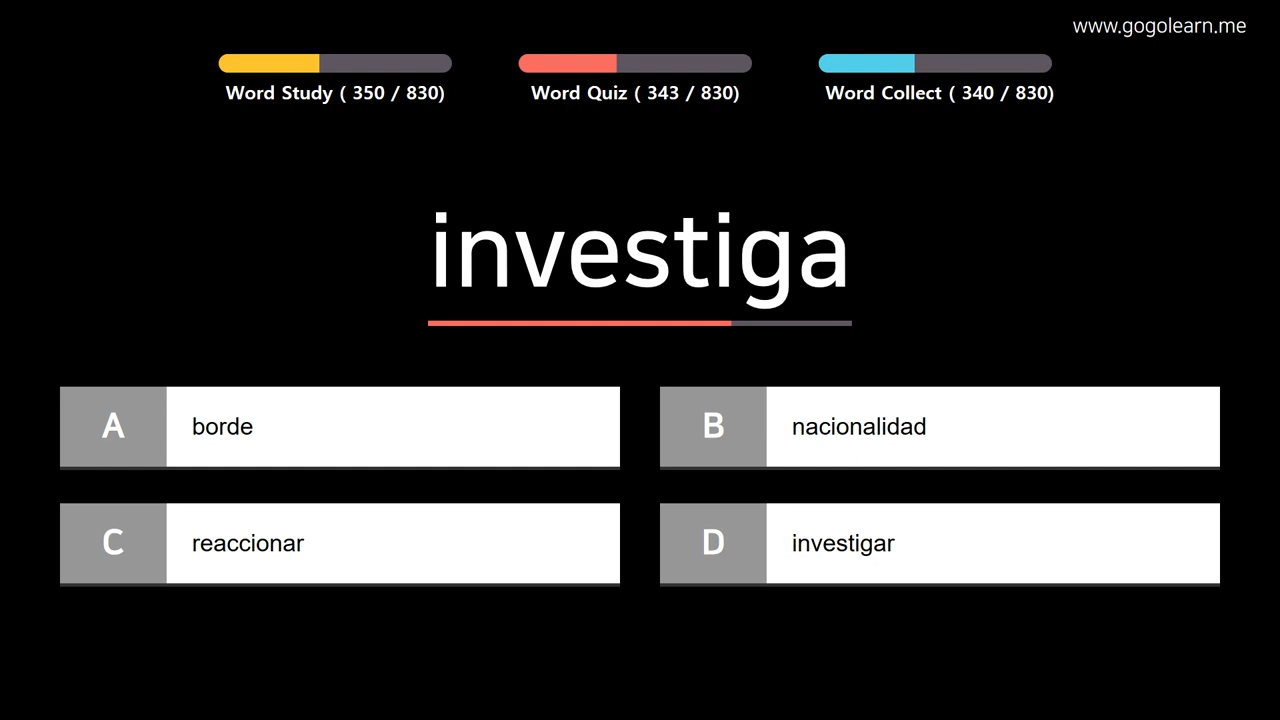 www.gogolearn.me
Word Study ( 350 / 830)
Word Quiz ( 343 / 830)
Word Collect ( 340 / 830)
investiga
A
borde
B
nacionalidad
C
reaccionar
D
investigar